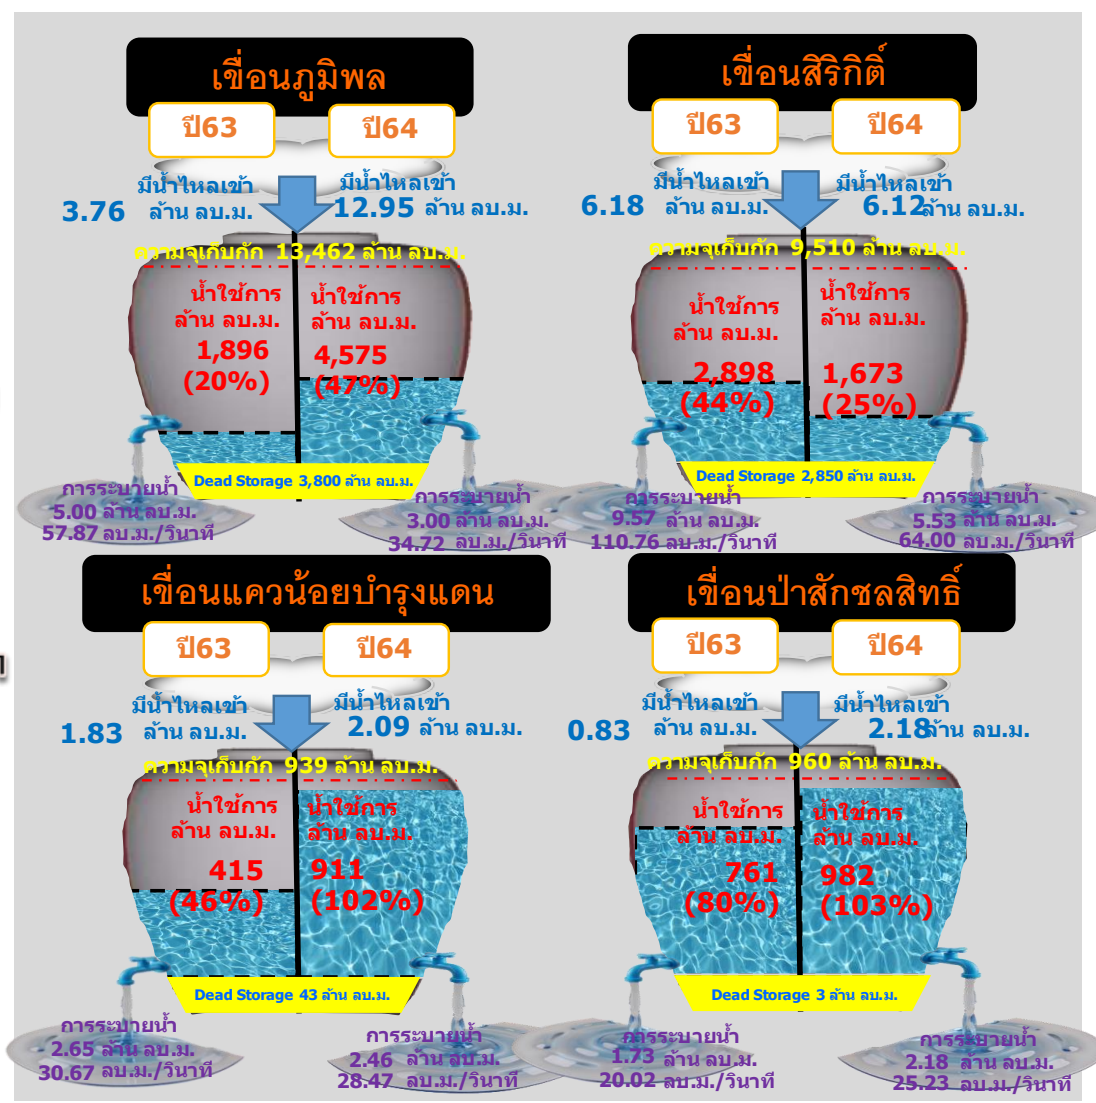 เขื่อนภูมิพล
ปี63
ปี64
มีน้ำไหลเข้า
3.76 ล้าน ลบ.ม.
มีน้ำไหลเข้า
12.95 ล้าน ลบ.ม.
ความจุเก็บกัก 13,462 ล้าน ลบ.ม.
น้ำใช้การ
ล้าน ลบ.ม.
1,896
(20%)
น้ำใช้การ
ล้าน ลบ.ม.
4,575
(47%)
Dead Storage 3,800 ล้าน ลบ.ม.
การระบายน้ำ
5.00 ล้าน ลบ.ม.
57.87 ลบ.ม./วินาที
การระบายน้ำ
3.00 ล้าน ลบ.ม.
34.72 ลบ.ม./วินาที
เขื่อนสิริกิติ์
ปี63
ปี64
มีน้ำไหลเข้า
6.18 ล้าน ลบ.ม.
มีน้ำไหลเข้า
6.12 ล้าน ลบ.ม.
ความจุเก็บกัก 9,510 ล้าน ลบ.ม.
น้ำใช้การ
ล้าน ลบ.ม.
2,898
(44%)
น้ำใช้การ
ล้าน ลบ.ม.
1,673
(25%)
Dead Storage 2,850 ล้าน ลบ.ม.
การระบายน้ำ
9.57 ล้าน ลบ.ม.
110.76 ลบ.ม./วินาที
การระบายน้ำ
5.53 ล้าน ลบ.ม.
64.00 ลบ.ม./วินาที
เขื่อนแควน้อยบำรุงแดน
ปี63
ปี64
มีน้ำไหลเข้า
1.83 ล้าน ลบ.ม.
มีน้ำไหลเข้า
2.09 ล้าน ลบ.ม.
ความจุเก็บกัก 939 ล้าน ลบ.ม.
น้ำใช้การ
ล้าน ลบ.ม.
415
(46%)
น้ำใช้การ
ล้าน ลบ.ม.
911
(102%)
Dead Storage 43 ล้าน ลบ.ม.
การระบายน้ำ
2.65 ล้าน ลบ.ม.
30.67 ลบ.ม./วินาที
การระบายน้ำ
2.46 ล้าน ลบ.ม.
28.47 ลบ.ม./วินาที
เขื่อนป่าสักชลสิทธิ์
ปี63
ปี64
มีน้ำไหลเข้า
0.83 ล้าน ลบ.ม.
มีน้ำไหลเข้า
2.18 ล้าน ลบ.ม.
ความจุเก็บกัก 960 ล้าน ลบ.ม.
น้ำใช้การ
ล้าน ลบ.ม.
761
(80%)
น้ำใช้การ
ล้าน ลบ.ม.
982
(103%)
Dead Storage 3 ล้าน ลบ.ม.
การระบายน้ำ
1.73 ล้าน ลบ.ม.
20.02 ลบ.ม./วินาที
การระบายน้ำ
2.18 ล้าน ลบ.ม.
25.23 ลบ.ม./วินาที